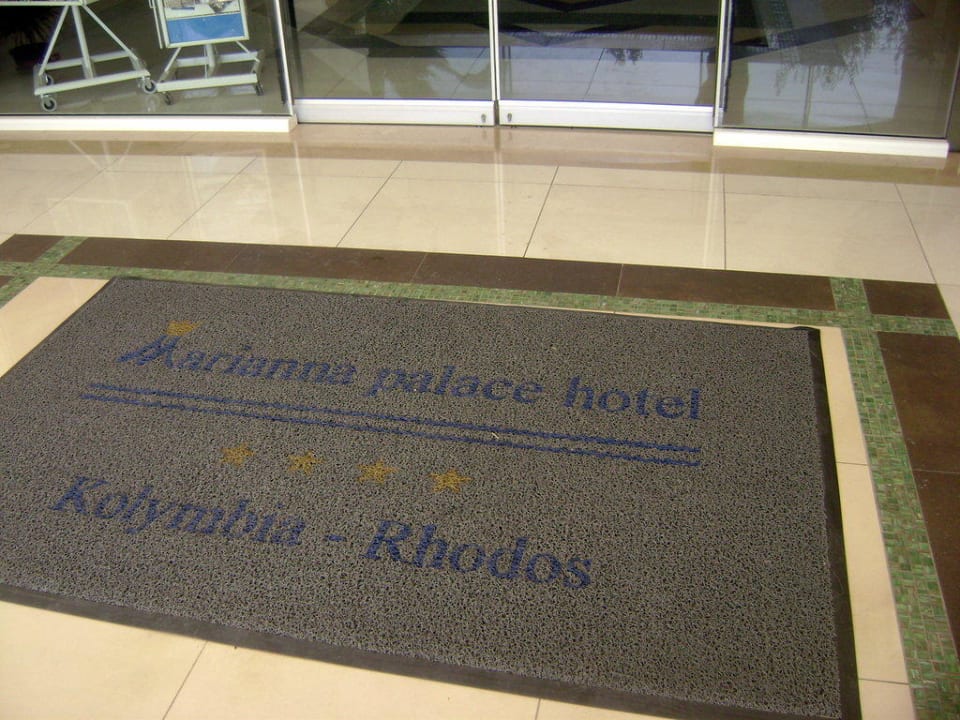 Marianna palace hotel
Kolymbia - Rhodos